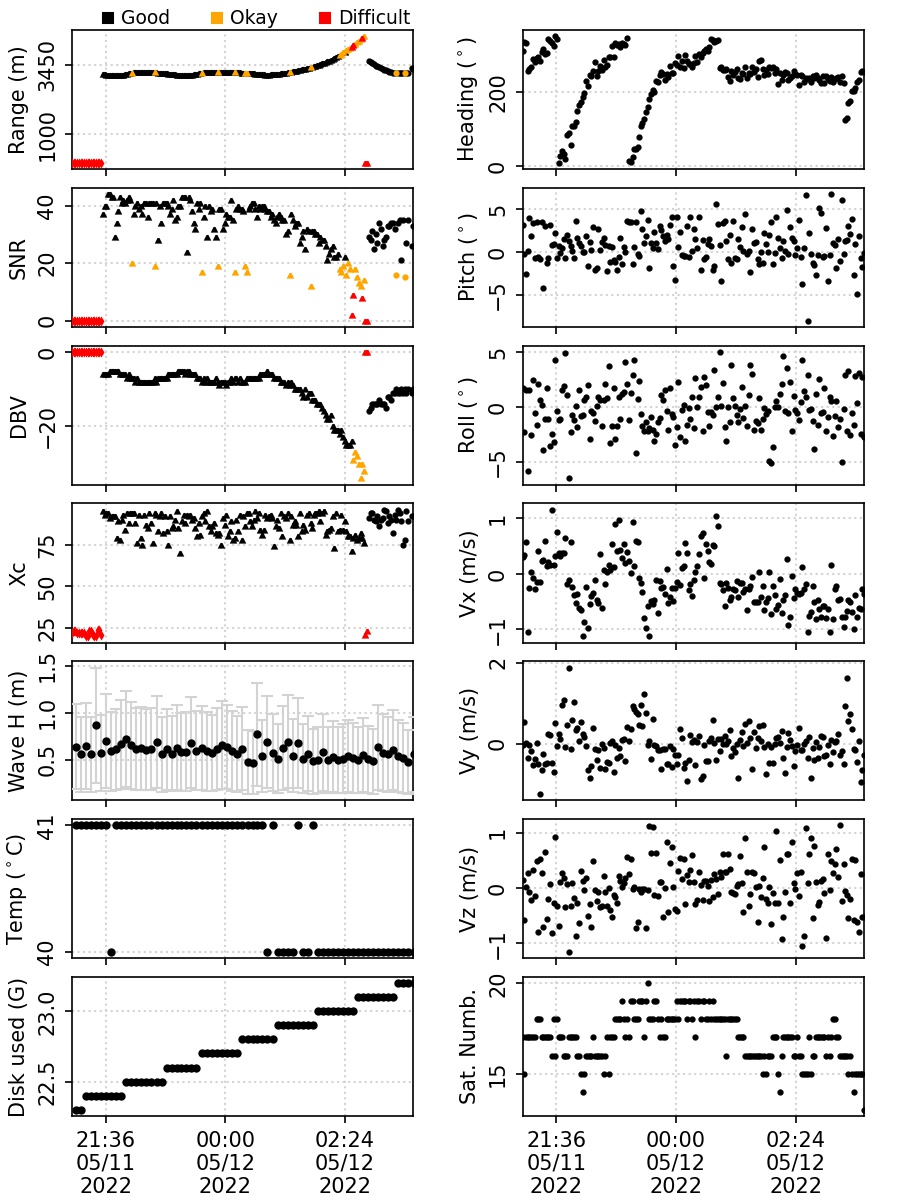 Good Okay Difficult
Range (m)
3450
1000
Heading (°)
200
0
SNR
40
20
0
Pitch (°)
5
0
−5
DBV
0
−20
Roll (°)
5
0
−5
Xc
75
50
25
Vx (m/s)
1
0
−1
Wave H (m)
1.5
1.0
0.5
Vy (m/s)
2
0
Temp (°C)
41
40
Vz (m/s)
1
0
−1
Disk used (G)
23.0
22.5
Sat. Numb.
20
15
21:36 00:00 02:24
05/11 05/12 05/12
2022 2022 2022
21:36 00:00 02:24
05/11 05/12 05/12
2022 2022 2022